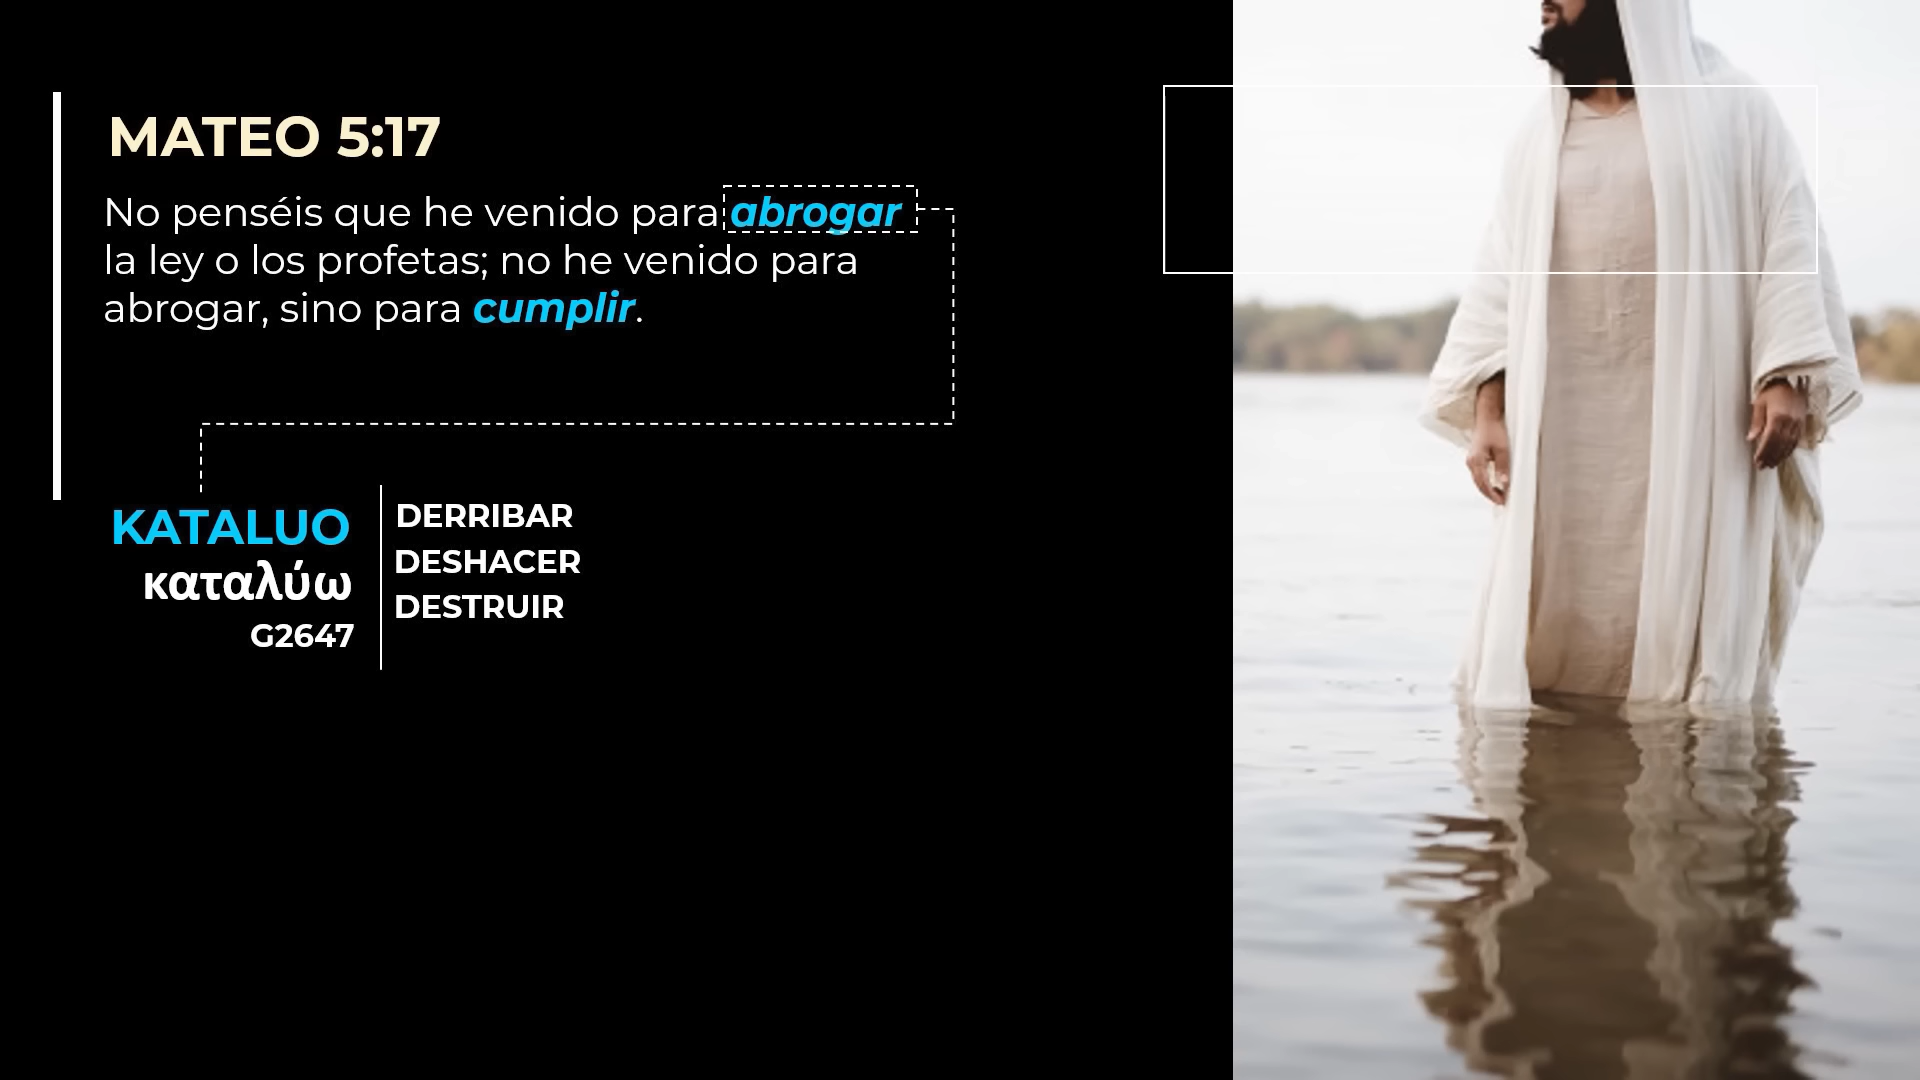 MATEO 5:17
No penséis que he venido para abrogar
la ley o los profetas; no he venido para
abrogar, sino para cumplir.
KATALUO
καταλύω
G2647
DERRIBAR
DESHACER
DESTRUIR